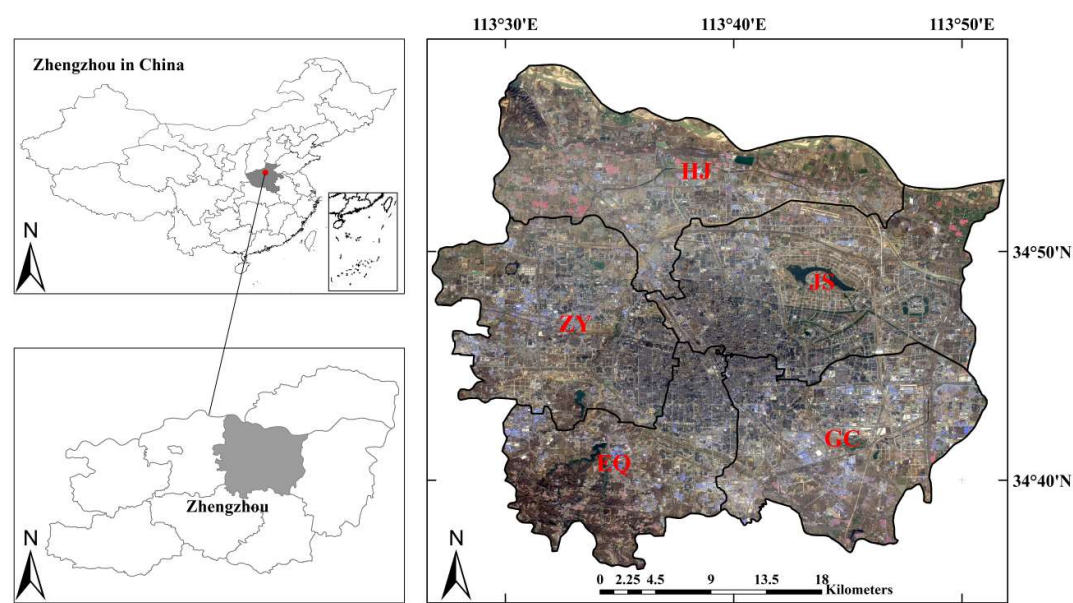 Zhengzhou in China
N
Zhengzhou
N
113°30'E 113°40'E 113°50'E
HJ
34°50'N
JS
ZY
GC
EQ
34°40'N
N
0 2.25 4.5 9 13.5 18
Kilometers